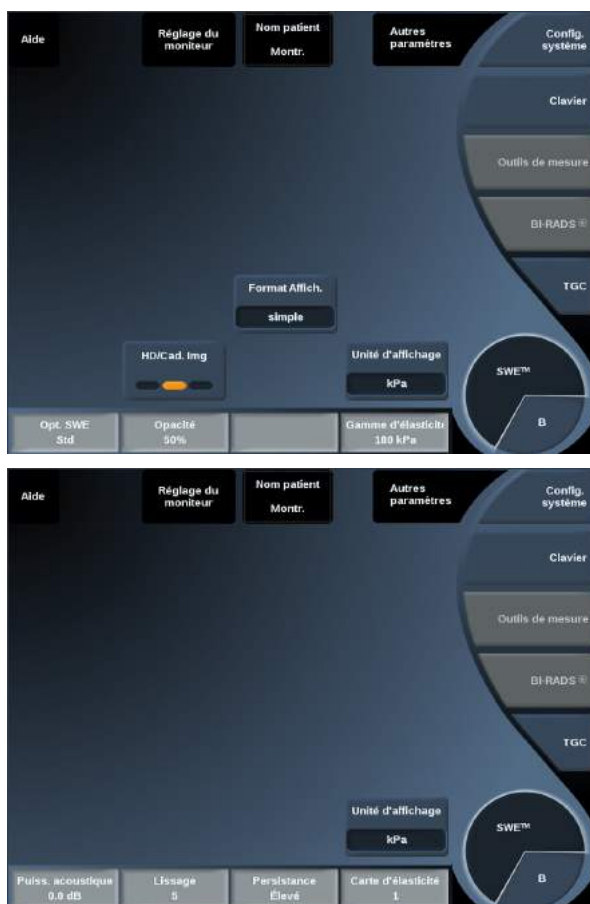 Aide
Réglage du
moniteur
Nom patient
Montr.
Autres
paramètres
Config.
système
Clavier
Outils de mesure
BI-RADS ®
TGC
Format Affich.
simple
HD/Cad. Img
Unité d'affichage
kPa
SWE™
B
Opt. SWE
Std
Opacité
50%
Gamme d'élasticité
180 kPa
Aide
Réglage du
moniteur
Nom patient
Montr.
Autres
paramètres
Config.
système
Clavier
Outils de mesure
BI-RADS ®
TGC
Unité d'affichage
kPa
SWE™
B
Puiss. acoustique
0.0 dB
Lissage
5
Persistance
Élevé
Carte d'élasticité
1